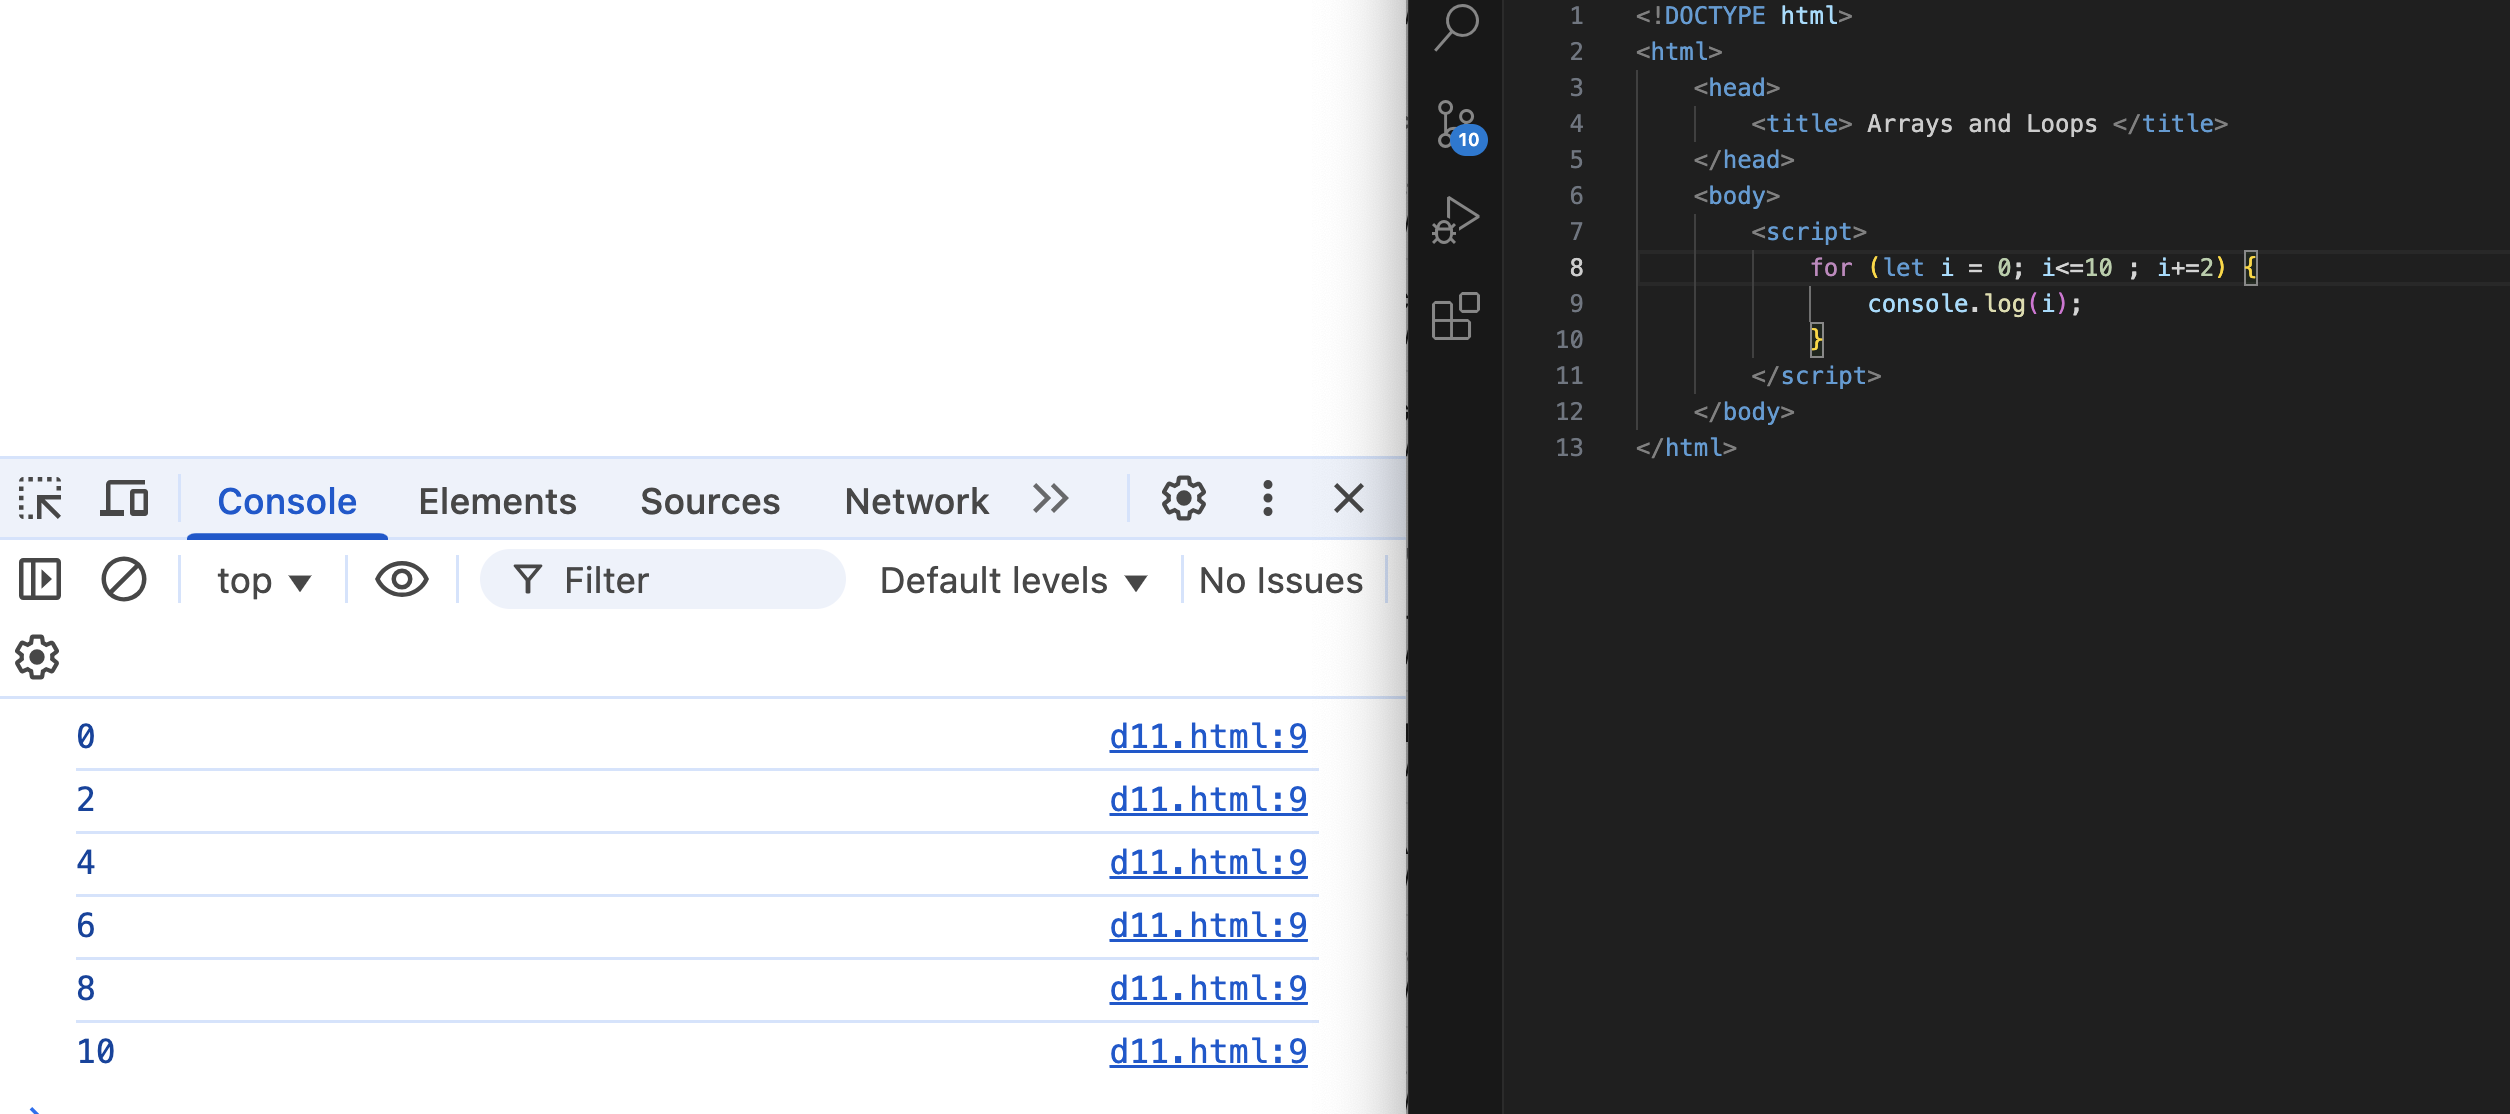 Console Elements Sources Network
top Filter Default levels No Issues
0 d11.html:9
2 d11.html:9
4 d11.html:9
6 d11.html:9
8 d11.html:9
10 d11.html:9
10
1 <!DOCTYPE html>
2 <html>
3 <head>
4 <title> Arrays and Loops </title>
5 </head>
6 <body>
7 <script>
8 for (let i = 0; i<=10 ; i+=2) {
9 console.log(i);
10 }
11 </script>
12 </body>
13 </html>